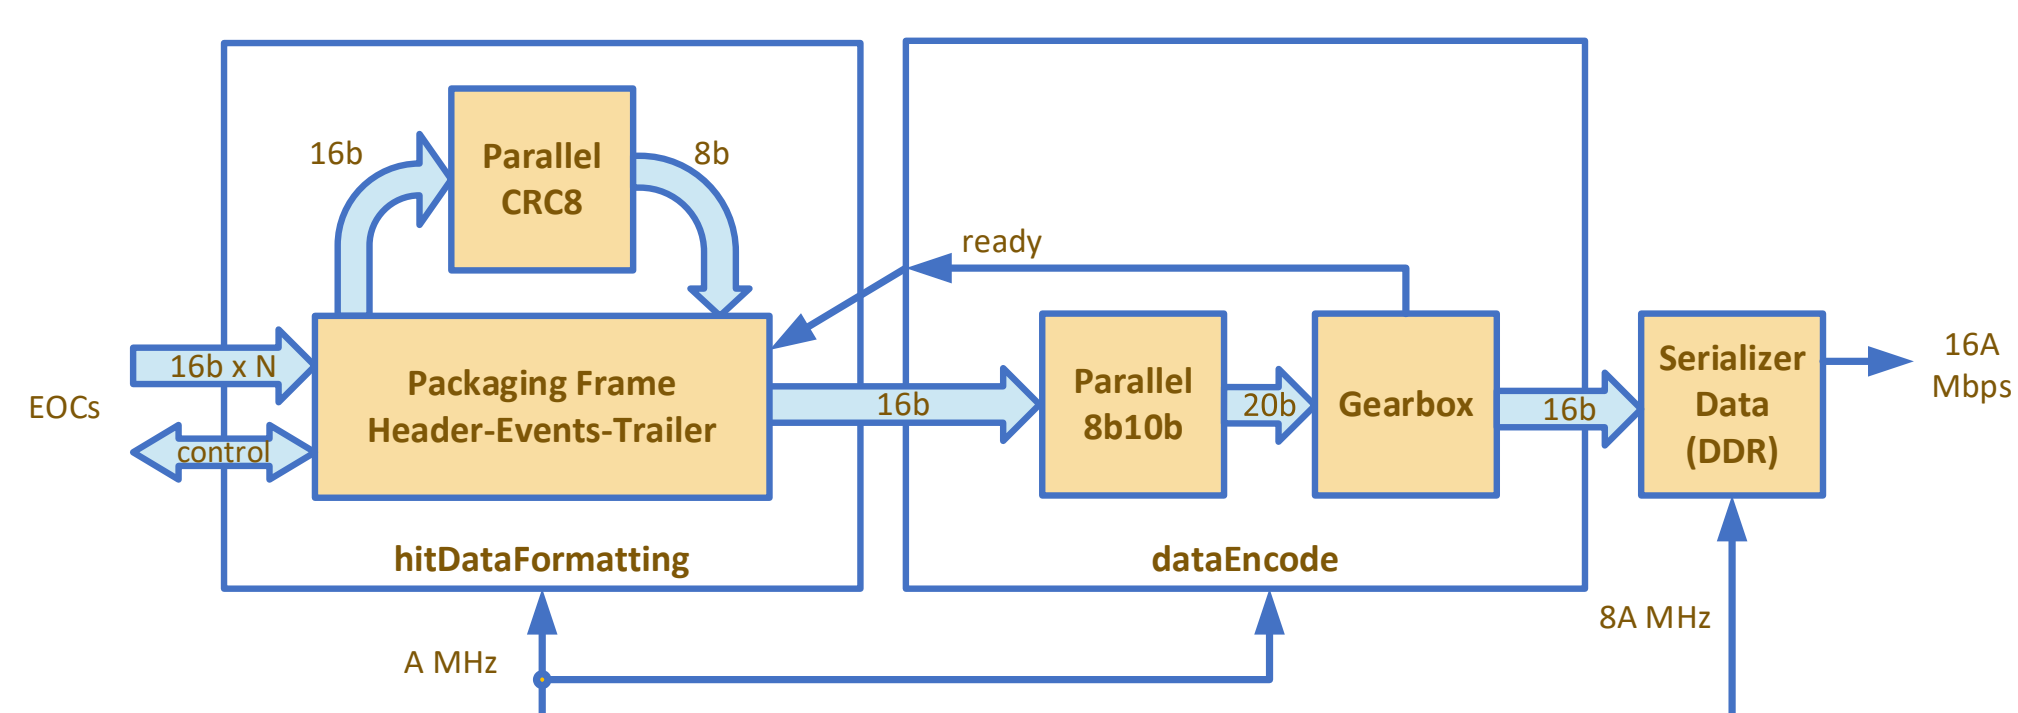 16b
Parallel
CRC8
8b
ready
16b x N
EOCs
control
Packaging Frame
Header-Events-Trailer
16b
Parallel
8b10b
20b
Gearbox
16b
Serializer
Data
(DDR)
16A
Mbps
hitDataFormatting
dataEncode
A MHz
8A MHz